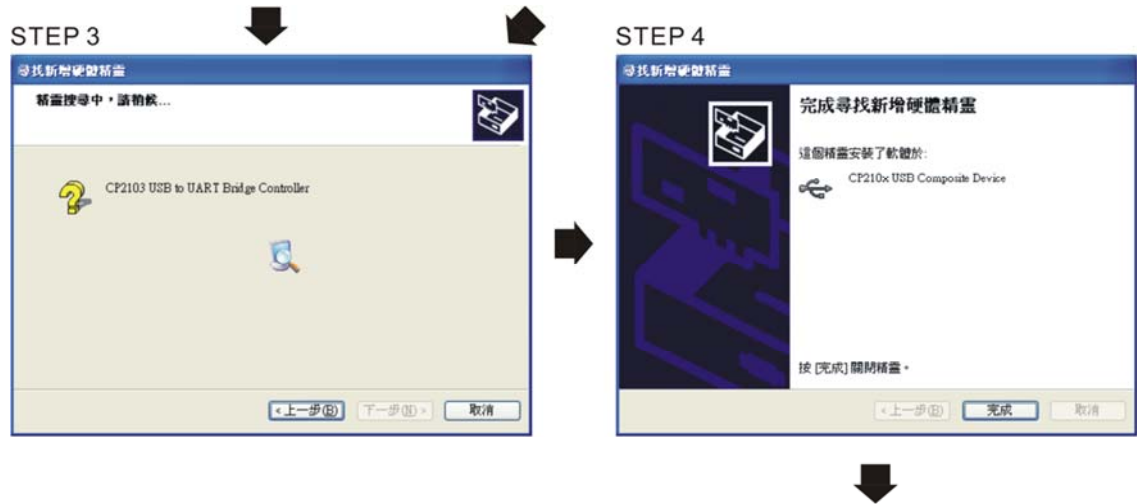 STEP 3
尋找新增硬體精靈
精靈搜尋中，請稍候...
CP2103 USB to UART Bridge Controller
<上一步(B)
下一步(N)>
取消
STEP 4
尋找新增硬體精靈
完成尋找新增硬體精靈
這個精靈安裝了軟體於:
CP210x USB Composite Device
按 [完成] 關閉精靈。
<上一步(B)
完成
取消